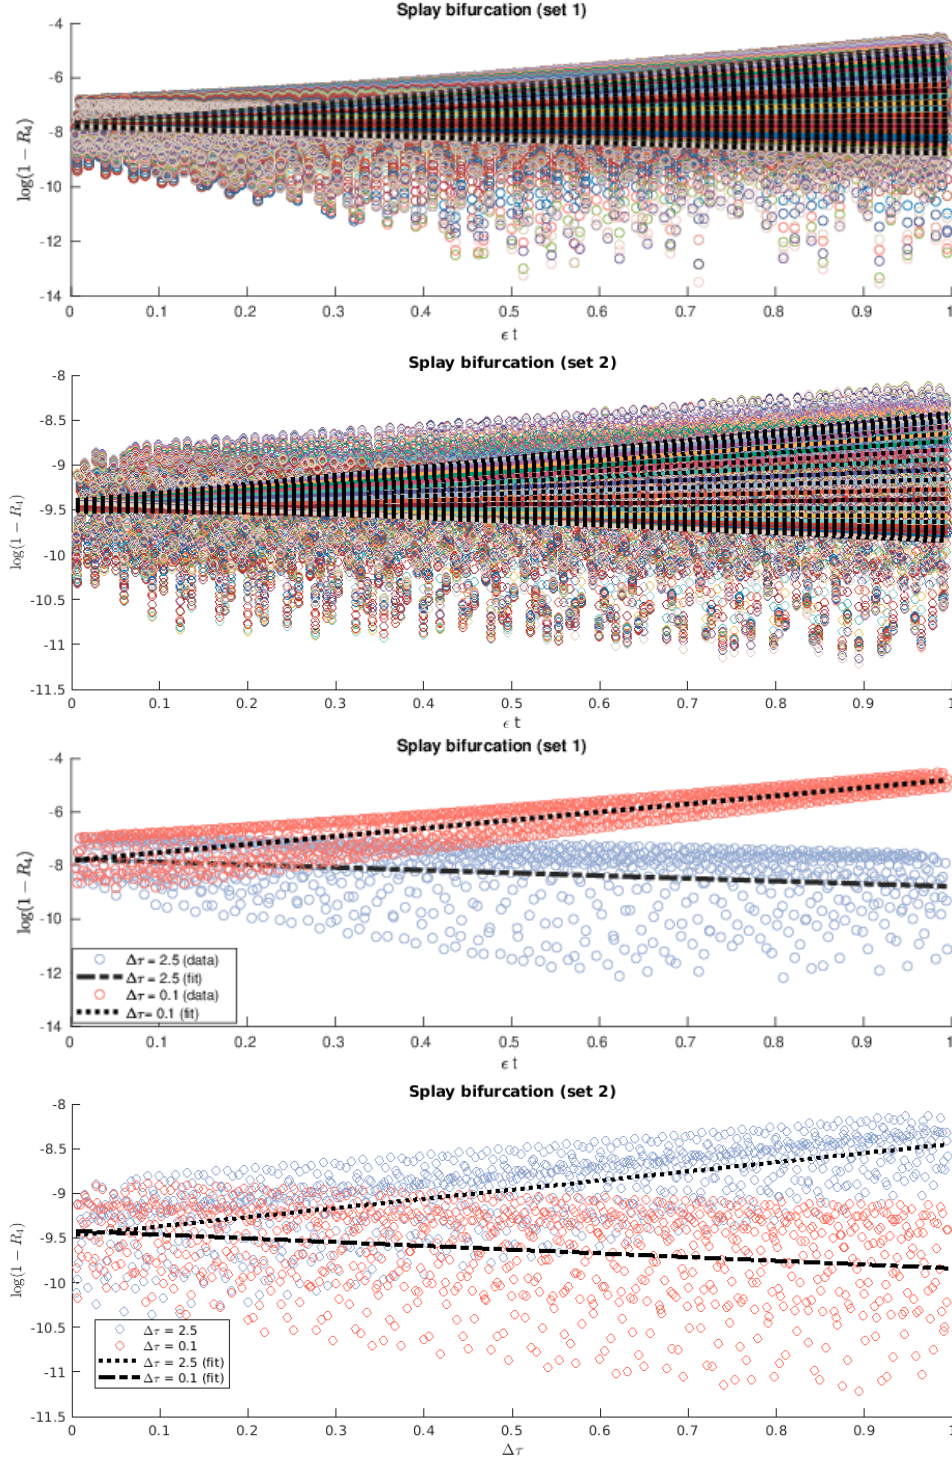 Splay bifurcation (set 1)
-4
-6
-8
-10
-12
-14
log(1 − R₄)
0 0.1 0.2 0.3 0.4 0.5 0.6 0.7 0.8 0.9 1
ϵ t
Splay bifurcation (set 2)
-8
-8.5
-9
-9.5
-10
-10.5
-11
-11.5
log(1 − R₄)
0 0.1 0.2 0.3 0.4 0.5 0.6 0.7 0.8 0.9 1
ϵ t
Splay bifurcation (set 1)
-4
-6
-8
-10
-12
-14
log(1 − R₄)
Δτ = 2.5 (data)
Δτ = 2.5 (fit)
Δτ = 0.1 (data)
Δτ= 0.1 (fit)
0 0.1 0.2 0.3 0.4 0.5 0.6 0.7 0.8 0.9 1
ϵ t
Splay bifurcation (set 2)
-8
-8.5
-9
-9.5
-10
-10.5
-11
-11.5
log(1 − R₄)
Δτ = 2.5
Δτ = 0.1
Δτ = 2.5 (fit)
Δτ = 0.1 (fit)
0 0.1 0.2 0.3 0.4 0.5 0.6 0.7 0.8 0.9 1
Δτ